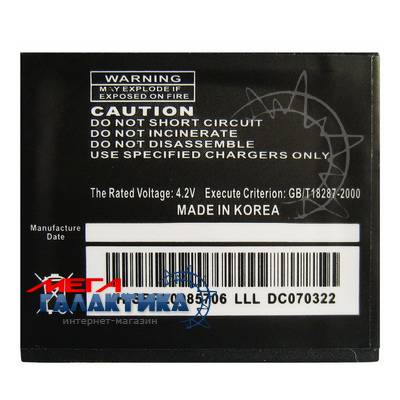 WARNING
MAY EXPLODE IF
EXPOSED ON FIRE
CAUTION
DO NOT SHORT CIRCUIT
DO NOT INCINERATE
DO NOT DISASSEMBLE
USE SPECIFIED CHARGERS ONLY
The Rated Voltage: 4.2V Execute Criterion: GB/T18287-2000
MADE IN KOREA
Manufacture
Date
МЕГА
ГАЛАКТИКА
интернет-магазин
LLL DC070322